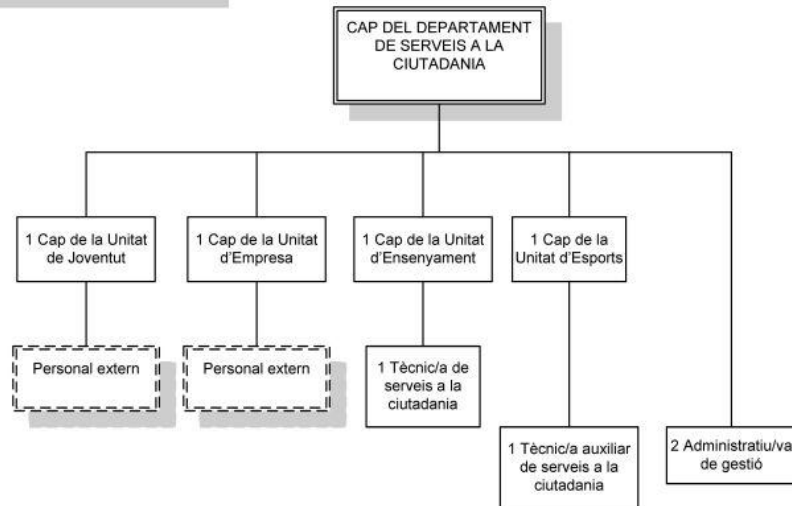 CAP DEL DEPARTAMENT
DE SERVEIS A LA
CIUTADANIA
1 Cap de la Unitat
de Joventut
1 Cap de la Unitat
d'Empresa
1 Cap de la Unitat
d'Ensenyament
1 Cap de la
Unitat d'Esports
Personal extern
Personal extern
1 Tècnic/a de
serveis a la
ciutadania
1 Tècnic/a auxiliar
de serveis a la
ciutadania
2 Administratiu/va
de gestió